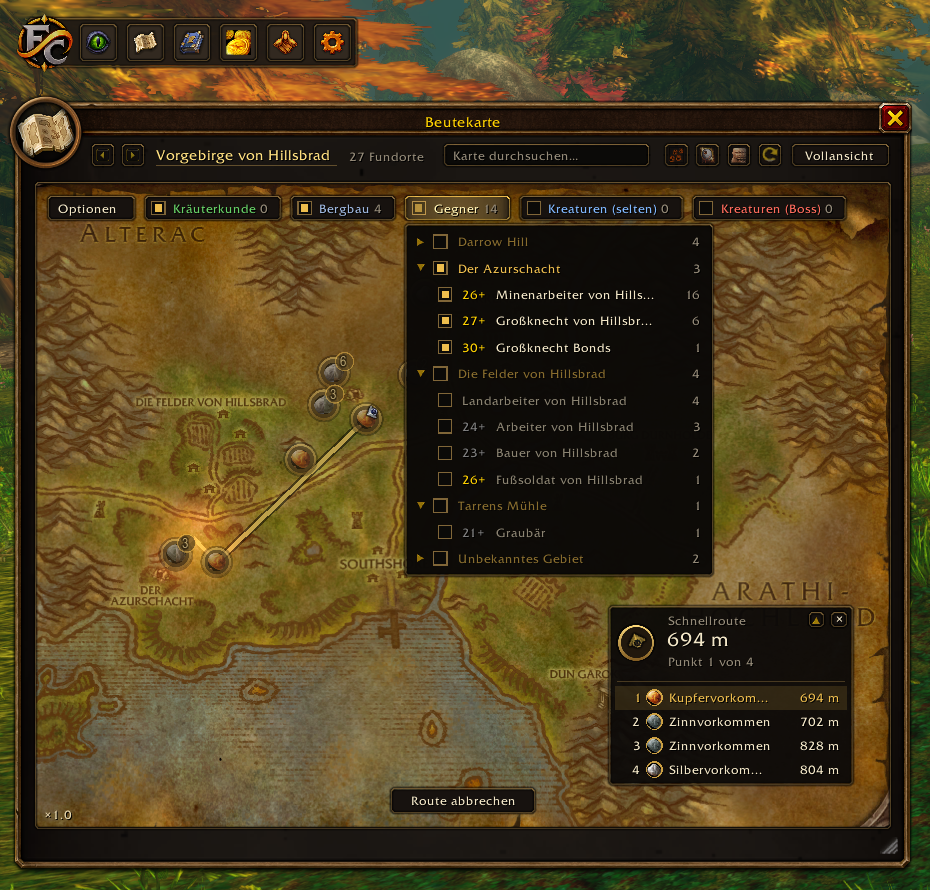 FC
Beutekarte
Vorgebirge von Hillsbrad
27 Fundorte
Karte durchsuchen...
Vollansicht
Optionen
Kräuterkunde 0
Bergbau 4
Gegner 14
Kreaturen (selten) 0
Kreaturen (Boss) 0
ALTERAC
Darrow Hill 4
Der Azurschacht 3
26+ Minenarbeiter von Hills... 16
27+ Großknecht von Hillsbr... 6
30+ Großknecht Bonds 1
Die Felder von Hillsbrad 4
Landarbeiter von Hillsbrad 4
24+ Arbeiter von Hillsbrad 3
23+ Bauer von Hillsbrad 2
26+ Fußsoldat von Hillsbrad 1
Tarrens Mühle 1
21+ Graubär 1
Unbekanntes Gebiet 2
6
3
DIE FELDER VON HILLSBRAD
3
SOUTHSH
DER
AZURSCHACHT
ARATHI-
D
DUN GARO
Schnellroute
694 m
Punkt 1 von 4
1 Kupfervorkom... 694 m
2 Zinnvorkommen 702 m
3 Zinnvorkommen 828 m
4 Silbervorkom... 804 m
Route abbrechen
×1.0